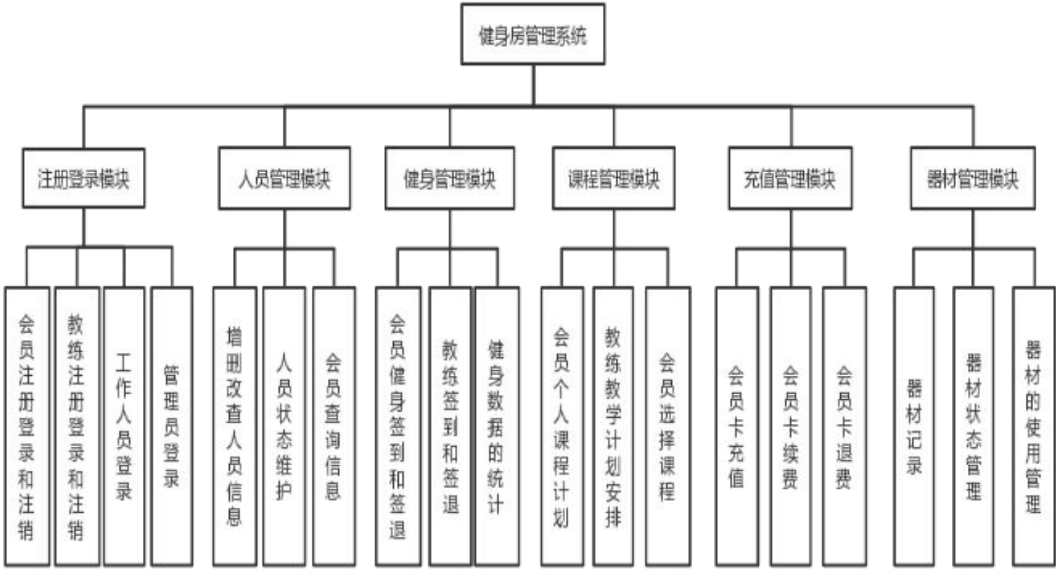 健身房管理系统
注册登录模块
人员管理模块
健身管理模块
课程管理模块
充值管理模块
器材管理模块
会员注册登录和注销
教练注册登录和注销
工作人员登录
管理员登录
增删改查人员信息
人员状态维护
会员查询信息
会员健身签到和签退
教练签到和签退
健身数据的统计
会员个人课程计划
教练教学计划安排
会员选择课程
会员卡充值
会员卡续费
会员卡退费
器材记录
器材状态管理
器材的使用管理